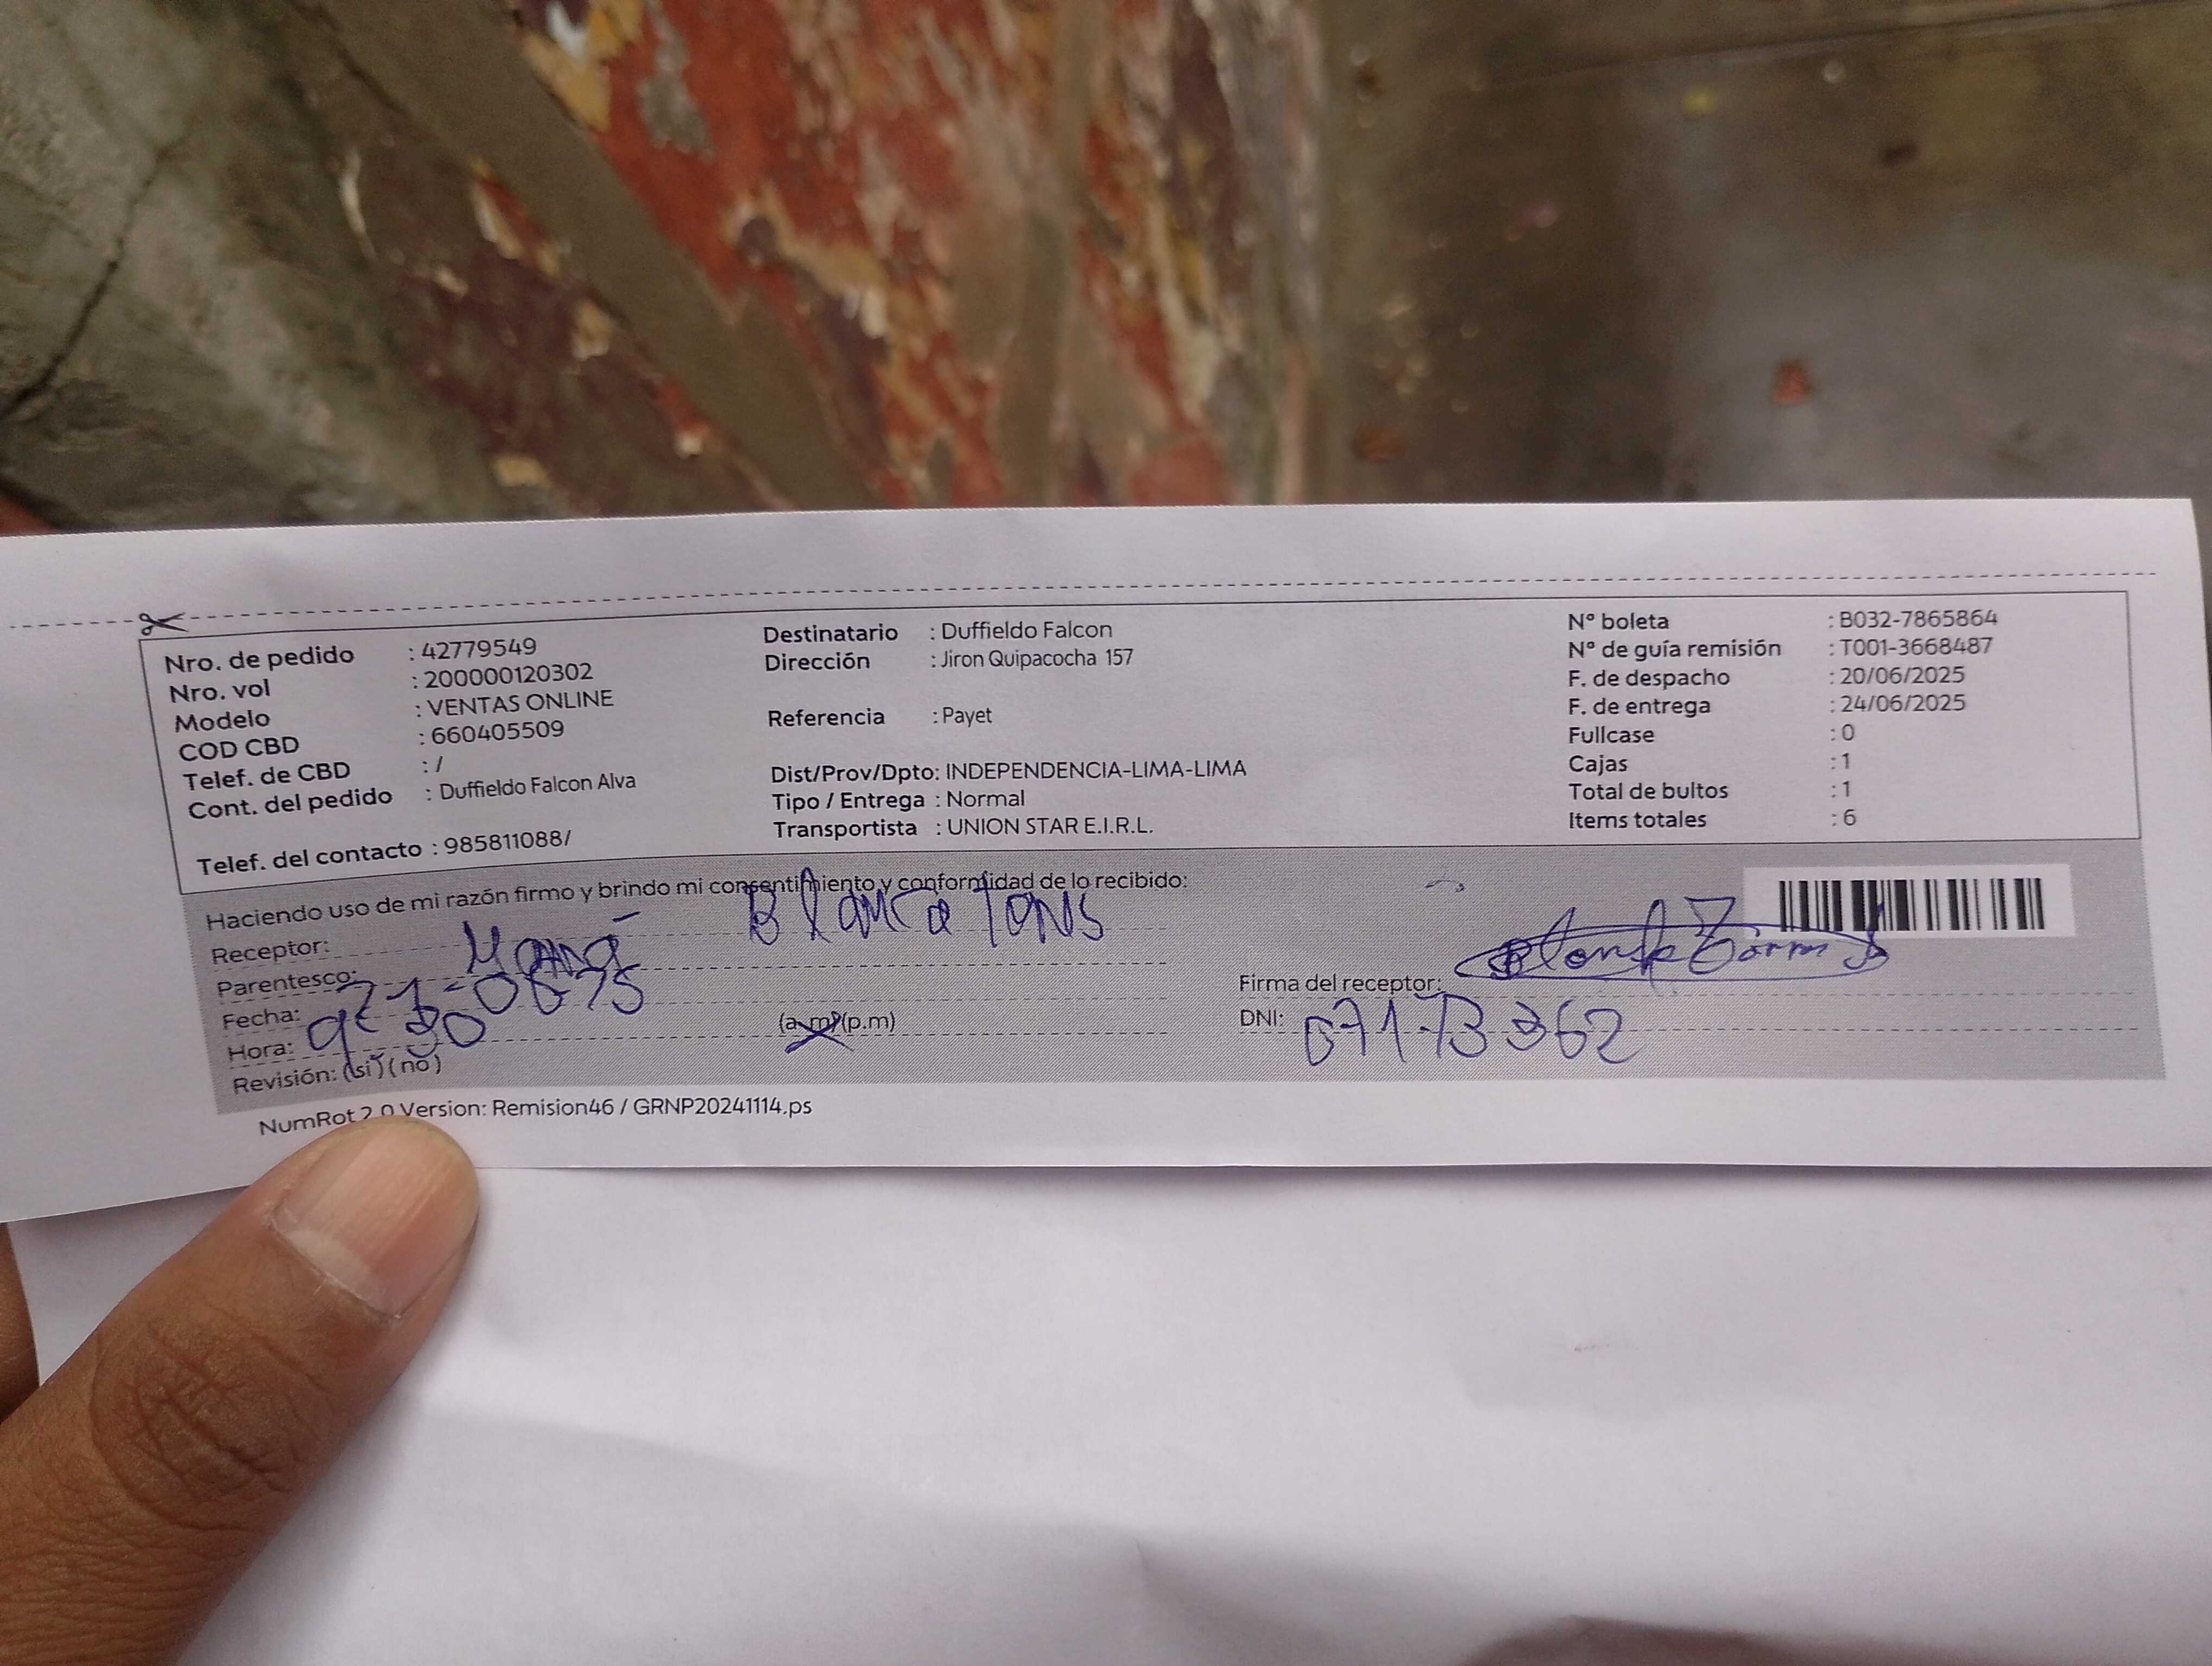 Nro. de pedido : 42779549
Nro. vol : 200000120302
Modelo : VENTAS ONLINE
COD CBD : 660405509
Telef. de CBD : /
Cont. del pedido : Duffieldo Falcon Alva
Telef. del contacto : 985811088/
Destinatario : Duffieldo Falcon
Dirección : Jiron Quipacocha 157
Referencia : Payet
Dist/Prov/Dpto: INDEPENDENCIA-LIMA-LIMA
Tipo / Entrega : Normal
Transportista : UNION STAR E.I.R.L.
N° boleta : B032-7865864
N° de guía remisión : T001-3668487
F. de despacho : 20/06/2025
F. de entrega : 24/06/2025
Fullcase : 0
Cajas : 1
Total de bultos : 1
Items totales : 6
Haciendo uso de mi razón firmo y brindo mi consentimiento y conformidad de lo recibido:
Receptor: Blanca
Parentesco: Mamá
Fecha:
Hora: (a.m) (p.m)
Revisión: (si) (no)
Firma del receptor:
DNI:
NumRot 2.0 Version: Remision46 / GRNP20241114.ps